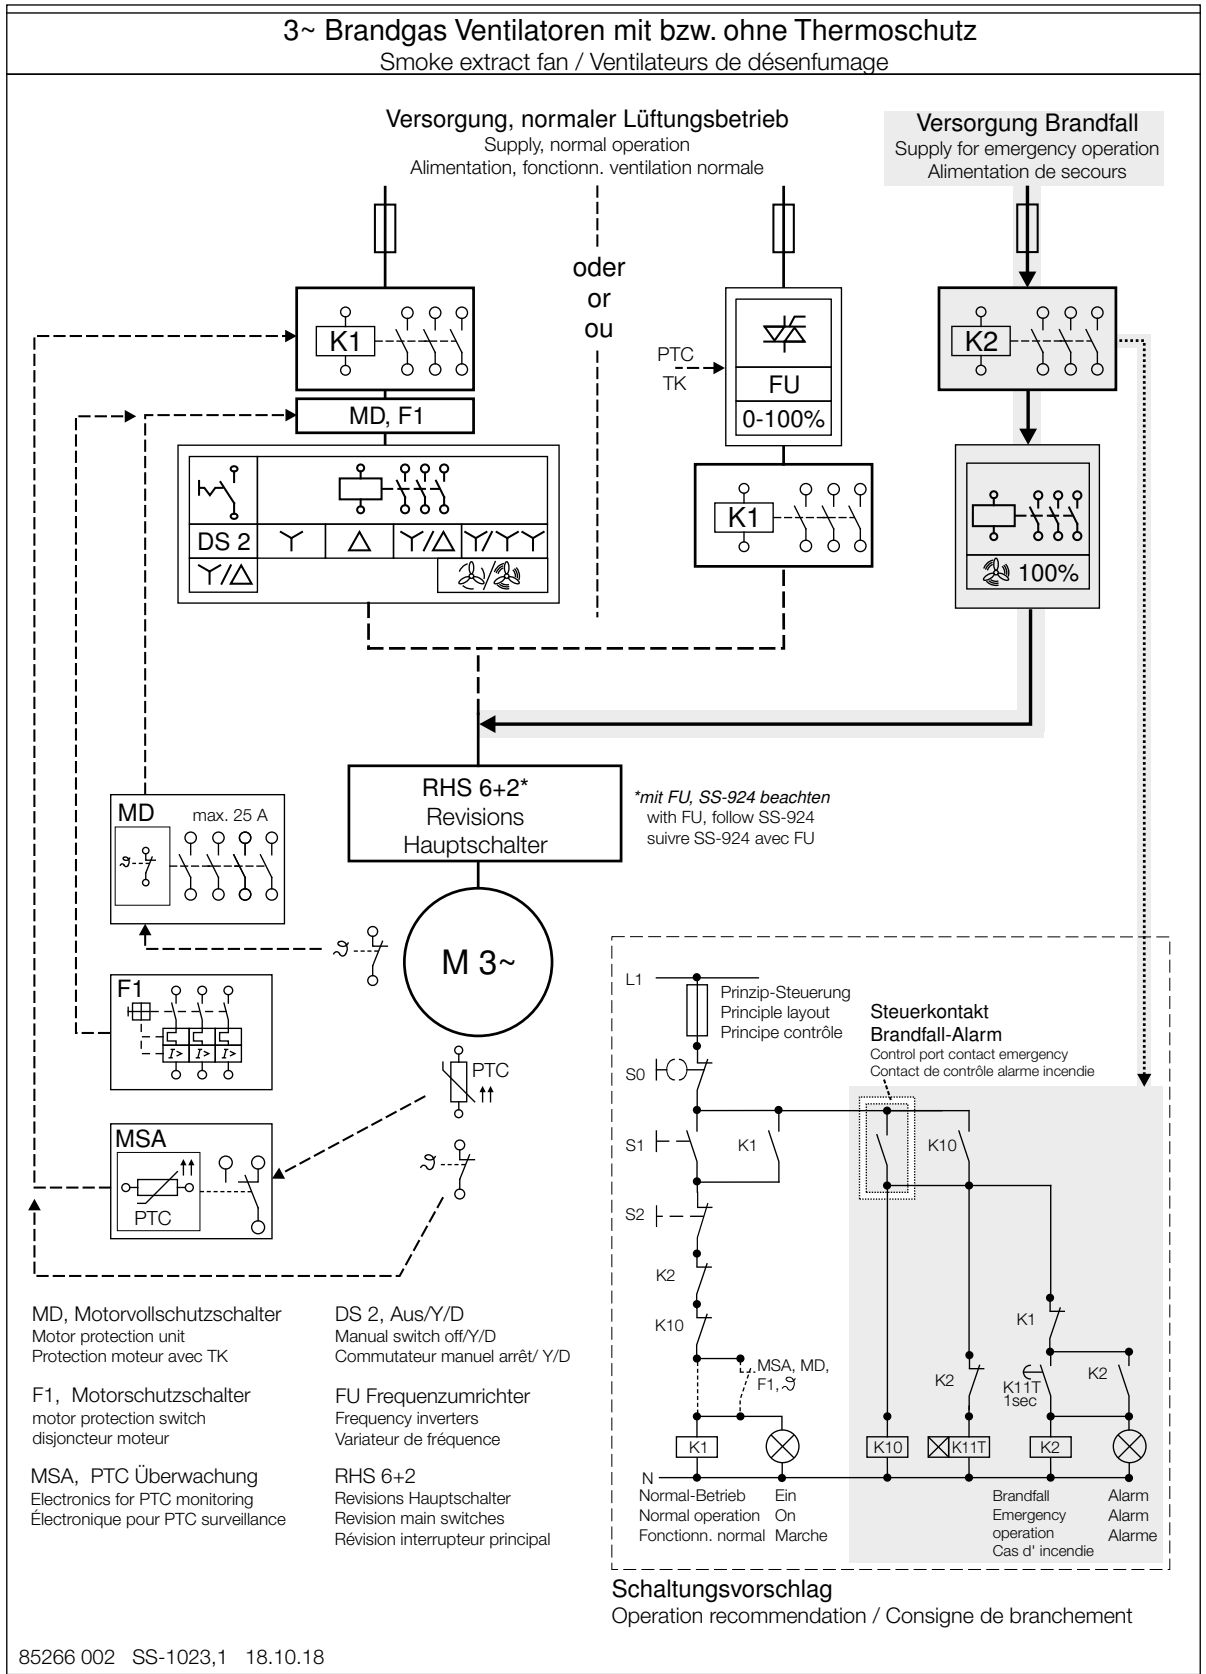 3~ Brandgas Ventilatoren mit bzw. ohne Thermoschutz
Smoke extract fan / Ventilateurs de désenfumage
Versorgung, normaler Lüftungsbetrieb
Supply, normal operation
Alimentation, fonctionn. ventilation normale
Versorgung Brandfall
Supply for emergency operation
Alimentation de secours
oder
or
ou
K1
MD, F1
DS 2
PTC
TK
FU
0-100%
K1
K2
100%
RHS 6+2*
Revisions
Hauptschalter
*mit FU, SS-924 beachten
with FU, follow SS-924
suivre SS-924 avec FU
MD
max. 25 A
ϑ
ϑ
M 3~
F1
I> I> I>
PTC
MSA
PTC
ϑ
L1
Prinzip-Steuerung
Principle layout
Principe contrôle
Steuerkontakt
Brandfall-Alarm
Control port contact emergency
Contact de contrôle alarme incendie
S0
S1
K1
K10
S2
K2
K10
K1
MSA, MD,
F1, ϑ
K2
K11T
1sec
K2
K1
K10
K11T
K2
N
Normal-Betrieb
Normal operation
Fonctionn. normal
Ein
On
Marche
Brandfall
Emergency
operation
Cas d' incendie
Alarm
Alarm
Alarme
MD, Motorvollschutzschalter
Motor protection unit
Protection moteur avec TK
F1, Motorschutzschalter
motor protection switch
disjoncteur moteur
MSA, PTC Überwachung
Electronics for PTC monitoring
Électronique pour PTC surveillance
DS 2, Aus/Y/D
Manual switch off/Y/D
Commutateur manuel arrêt/ Y/D
FU Frequenzumrichter
Frequency inverters
Variateur de fréquence
RHS 6+2
Revisions Hauptschalter
Revision main switches
Révision interrupteur principal
Schaltungsvorschlag
Operation recommendation / Consigne de branchement
85266 002 SS-1023,1 18.10.18